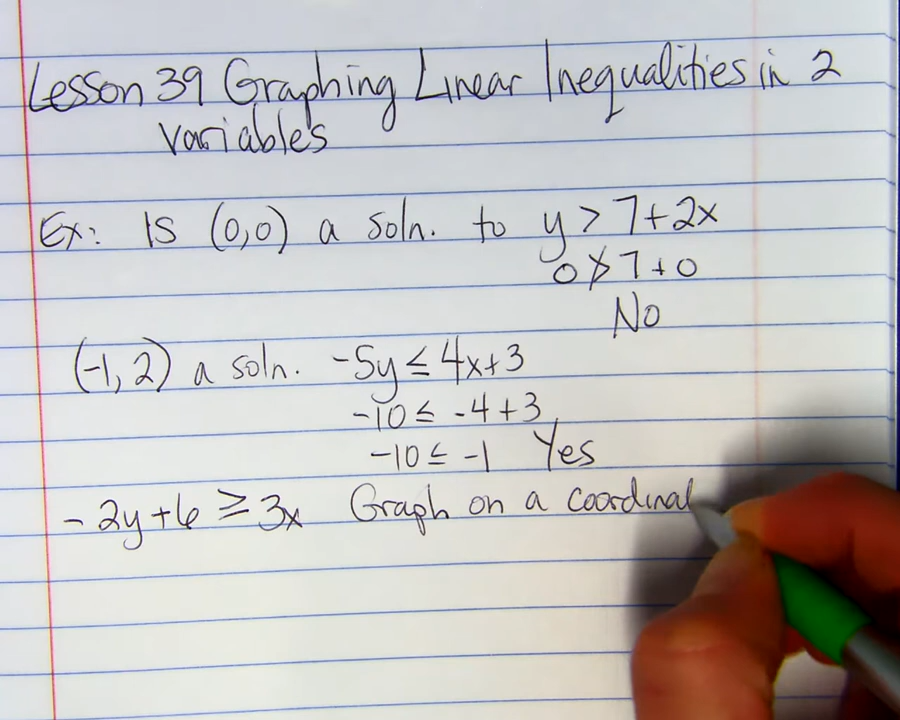 Lesson 39 Graphing Linear Inequalities in 2
variables
Ex: Is (0,0) a soln. to y > 7+2x
0 ≯ 7+0
No
(-1, 2) a soln. -5y ≤ 4x+3
-10 ≤ -4+3
-10 ≤ -1 Yes
-2y+6 ≥ 3x Graph on a coordinat